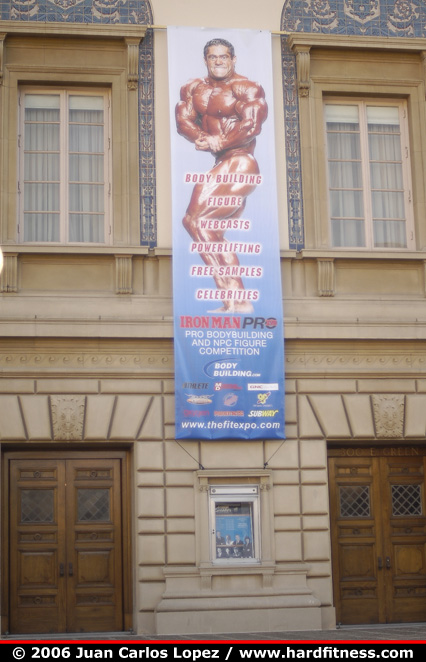 BODY BUILDING
FIGURE
WEBCASTS
POWERLIFTING
FREE SAMPLES
CELEBRITIES
IRON MAN PRO
PRO BODYBUILDING
AND NPC FIGURE
COMPETITION
BODY
BUILDING.COM
SUBWAY
www.thefitexpo.com
© 2006 Juan Carlos Lopez / www.hardfitness.com